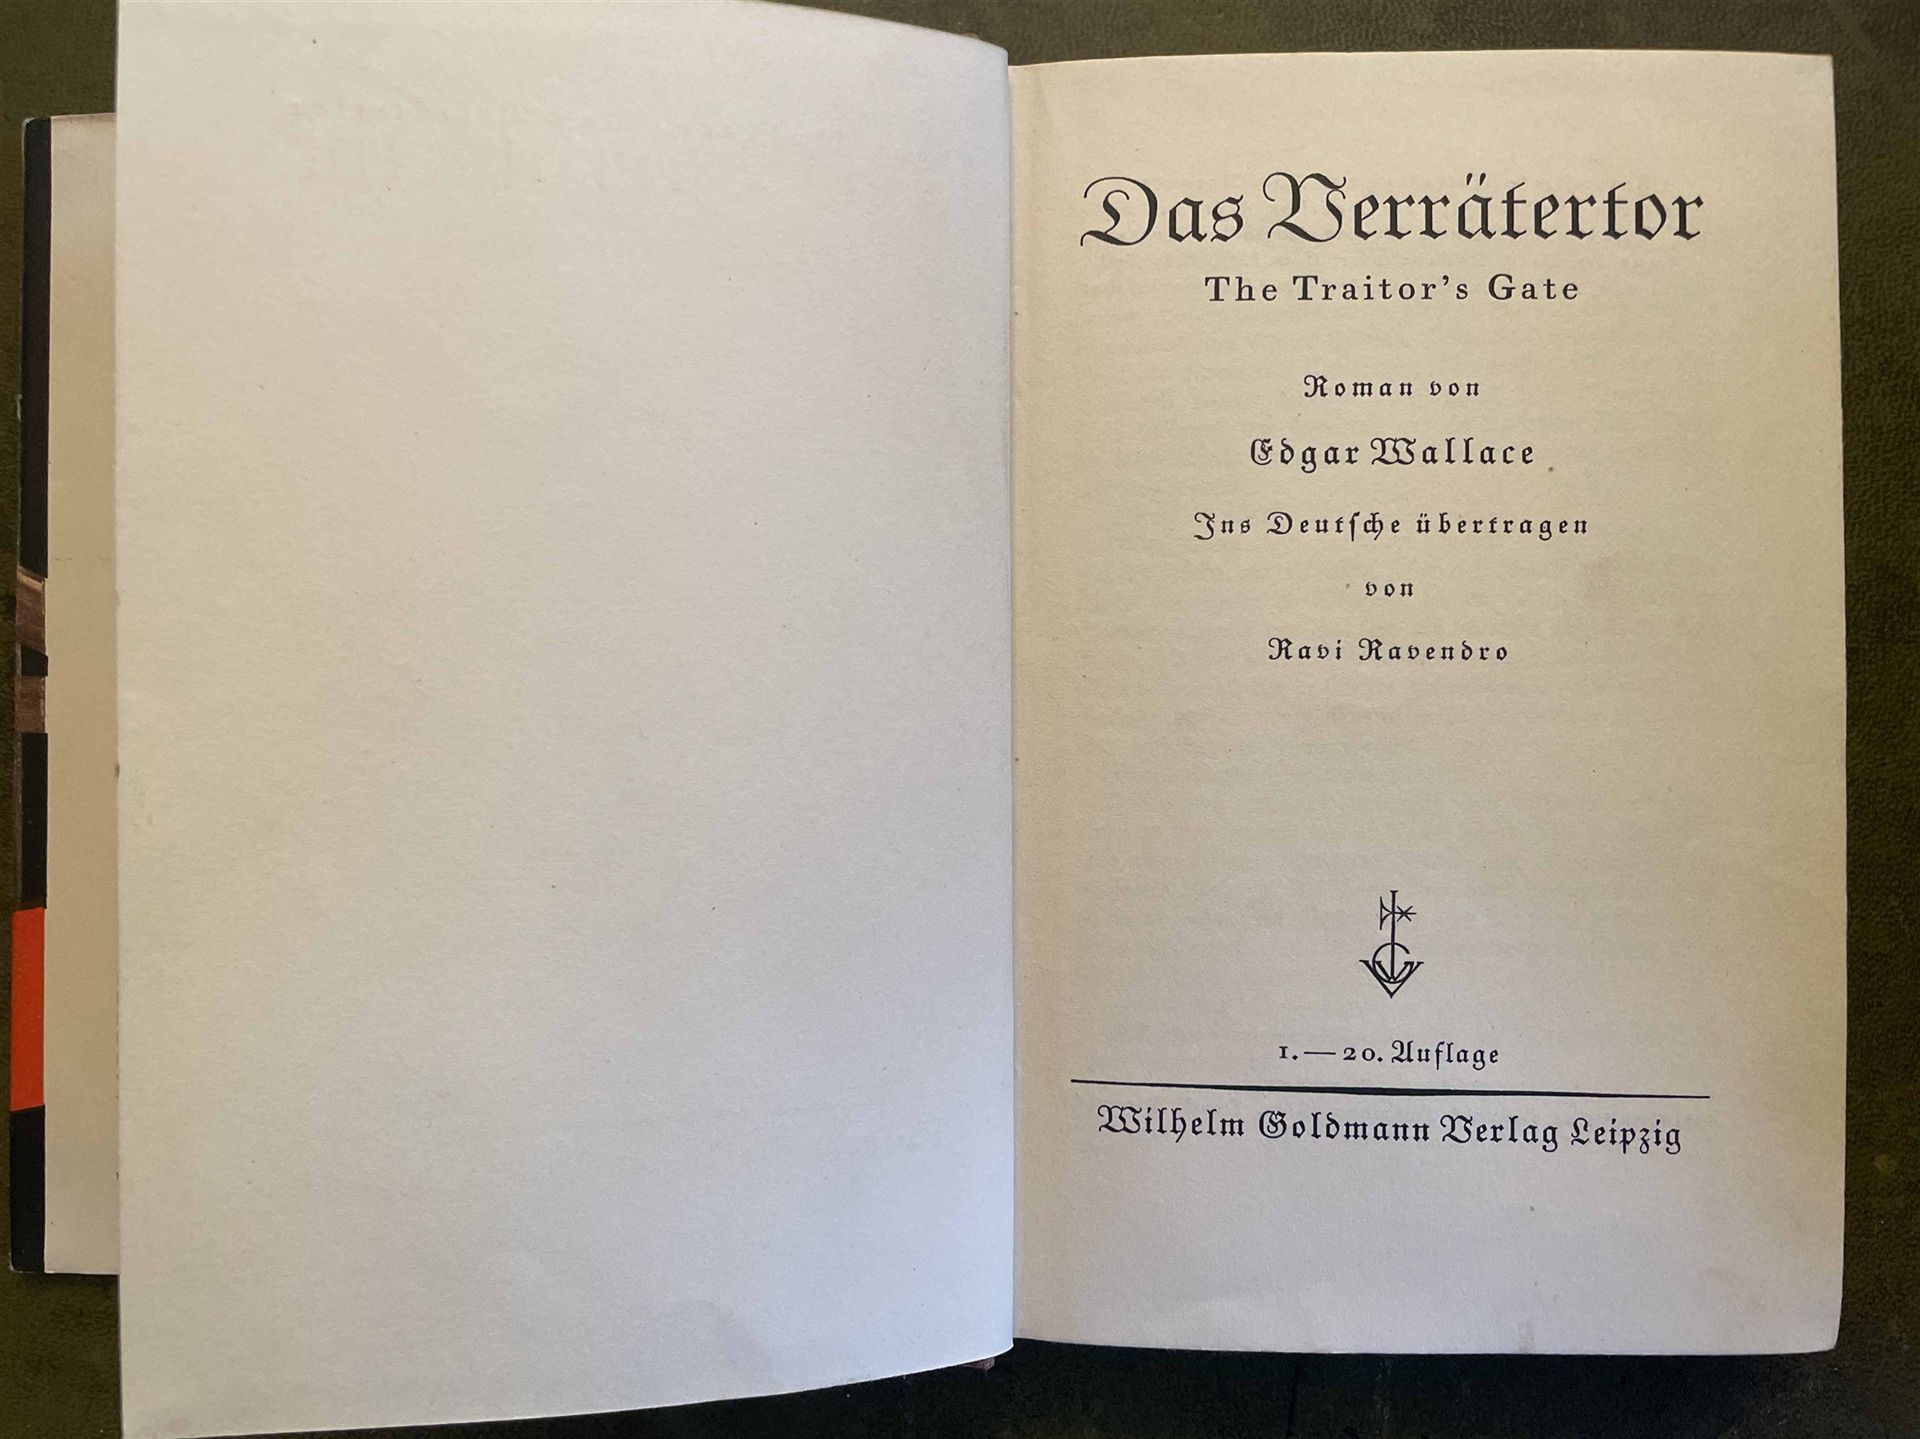 Das Verrätertor
The Traitor's Gate
Roman von
Edgar Wallace
Ins Deutſche übertragen
von
Ravi Ravendro
1.—20. Auflage
Wilhelm Goldmann Verlag Leipzig